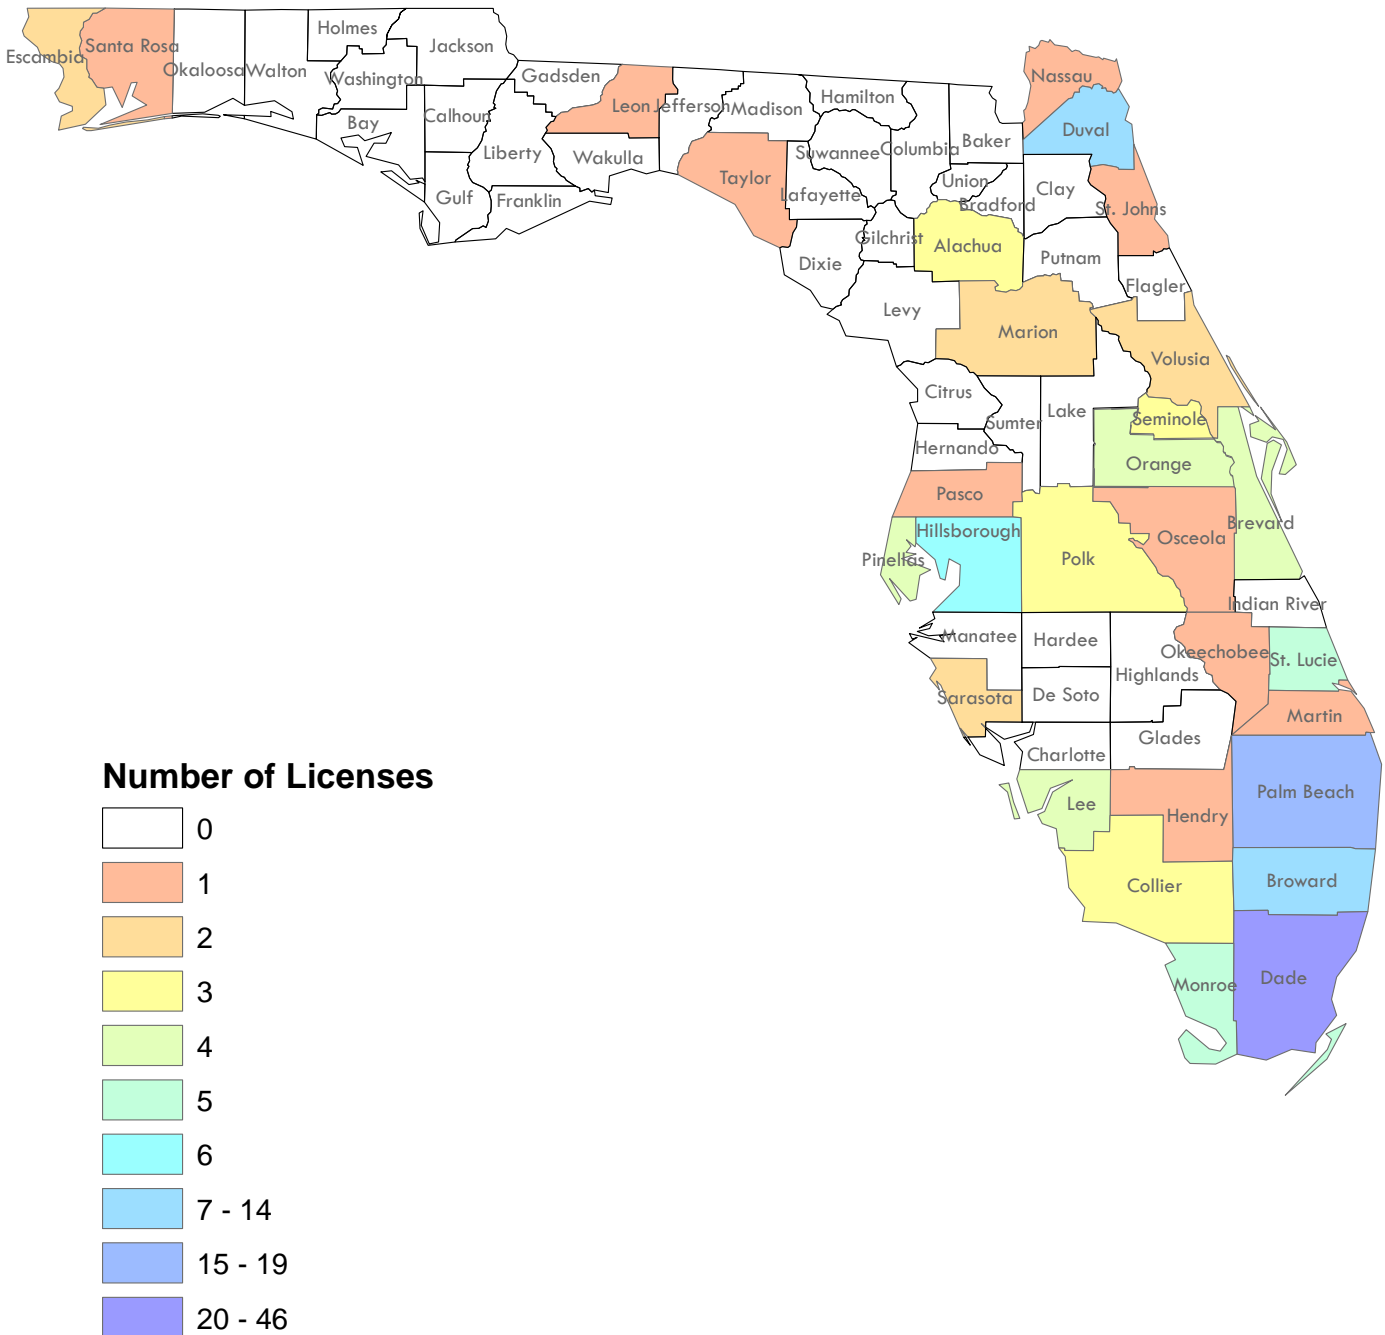 Holmes
Jackson
Santa Rosa
Escambia
Okaloosa
Walton
Washington
Gadsden
Nassau
Leon
Jefferson
Madison
Hamilton
Calhoun
Bay
Duval
Liberty
Wakulla
Suwannee
Columbia
Baker
Taylor
Lafayette
Union
Clay
Gulf
Franklin
Bradford
St. Johns
Gilchrist
Alachua
Dixie
Putnam
Flagler
Levy
Marion
Volusia
Citrus
Sumter
Lake
Seminole
Hernando
Orange
Pasco
Hillsborough
Brevard
Pinellas
Polk
Osceola
Indian River
Manatee
Hardee
Okeechobee
St. Lucie
Highlands
Sarasota
De Soto
Martin
Charlotte
Glades
Number of Licenses
Palm Beach
Lee
Hendry
0
1
Collier
Broward
2
3
Monroe
Dade
4
5
6
7 - 14
15 - 19
20 - 46